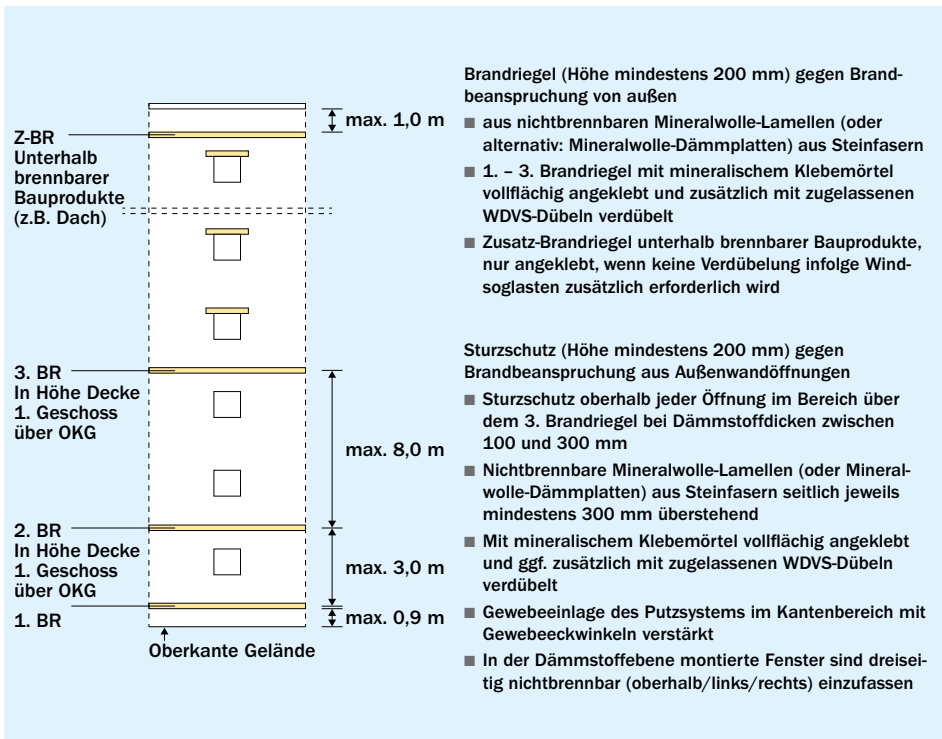 max. 1,0 m
Z-BR
Unterhalb
brennbarer
Bauprodukte
(z.B. Dach)
3. BR
In Höhe Decke
1. Geschoss
über OKG
max. 8,0 m
2. BR
In Höhe Decke
1. Geschoss
über OKG
max. 3,0 m
1. BR
max. 0,9 m
Oberkante Gelände
Brandriegel (Höhe mindestens 200 mm) gegen Brand-
beanspruchung von außen
■ aus nichtbrennbaren Mineralwolle-Lamellen (oder
alternativ: Mineralwolle-Dämmplatten) aus Steinfasern
■ 1. – 3. Brandriegel mit mineralischem Klebemörtel
vollflächig angeklebt und zusätzlich mit zugelassenen
WDVS-Dübeln verdübelt
■ Zusatz-Brandriegel unterhalb brennbarer Bauprodukte,
nur angeklebt, wenn keine Verdübelung infolge Wind-
soglasten zusätzlich erforderlich wird
Sturzschutz (Höhe mindestens 200 mm) gegen
Brandbeanspruchung aus Außenwandöffnungen
■ Sturzschutz oberhalb jeder Öffnung im Bereich über
dem 3. Brandriegel bei Dämmstoffdicken zwischen
100 und 300 mm
■ Nichtbrennbare Mineralwolle-Lamellen (oder Mineral-
wolle-Dämmplatten) aus Steinfasern seitlich jeweils
mindestens 300 mm überstehend
■ Mit mineralischem Klebemörtel vollflächig angeklebt
und ggf. zusätzlich mit zugelassenen WDVS-Dübeln
verdübelt
■ Gewebeeinlage des Putzsystems im Kantenbereich mit
Gewebeeckwinkeln verstärkt
■ In der Dämmstoffebene montierte Fenster sind dreisei-
tig nichtbrennbar (oberhalb/links/rechts) einzufassen